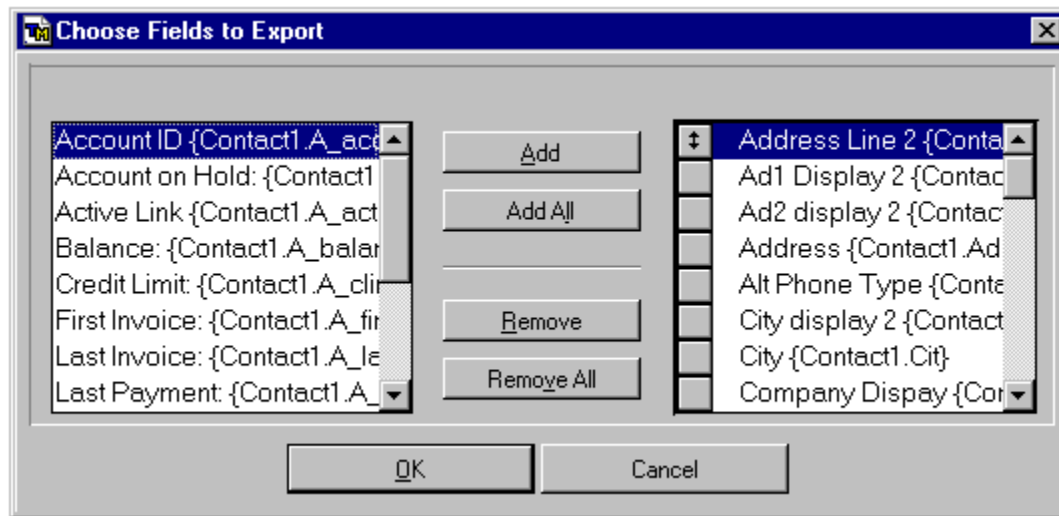 Choose Fields to Export
Account ID {Contact1.A_acc
Account on Hold: {Contact1
Active Link {Contact1.A_act
Balance: {Contact1.A_balar
Credit Limit: {Contact1.A_clir
First Invoice: {Contact1.A_fir
Last Invoice: {Contact1.A_la
Last Payment: {Contact1.A_
Add
Add All
Remove
Remove All
Address Line 2 {Conta
Ad1 Display 2 {Contac
Ad2 display 2 {Contac
Address {Contact1.Ad
Alt Phone Type {Conta
City display 2 {Contact
City {Contact1.Cit}
Company Dispay {Cor
OK
Cancel